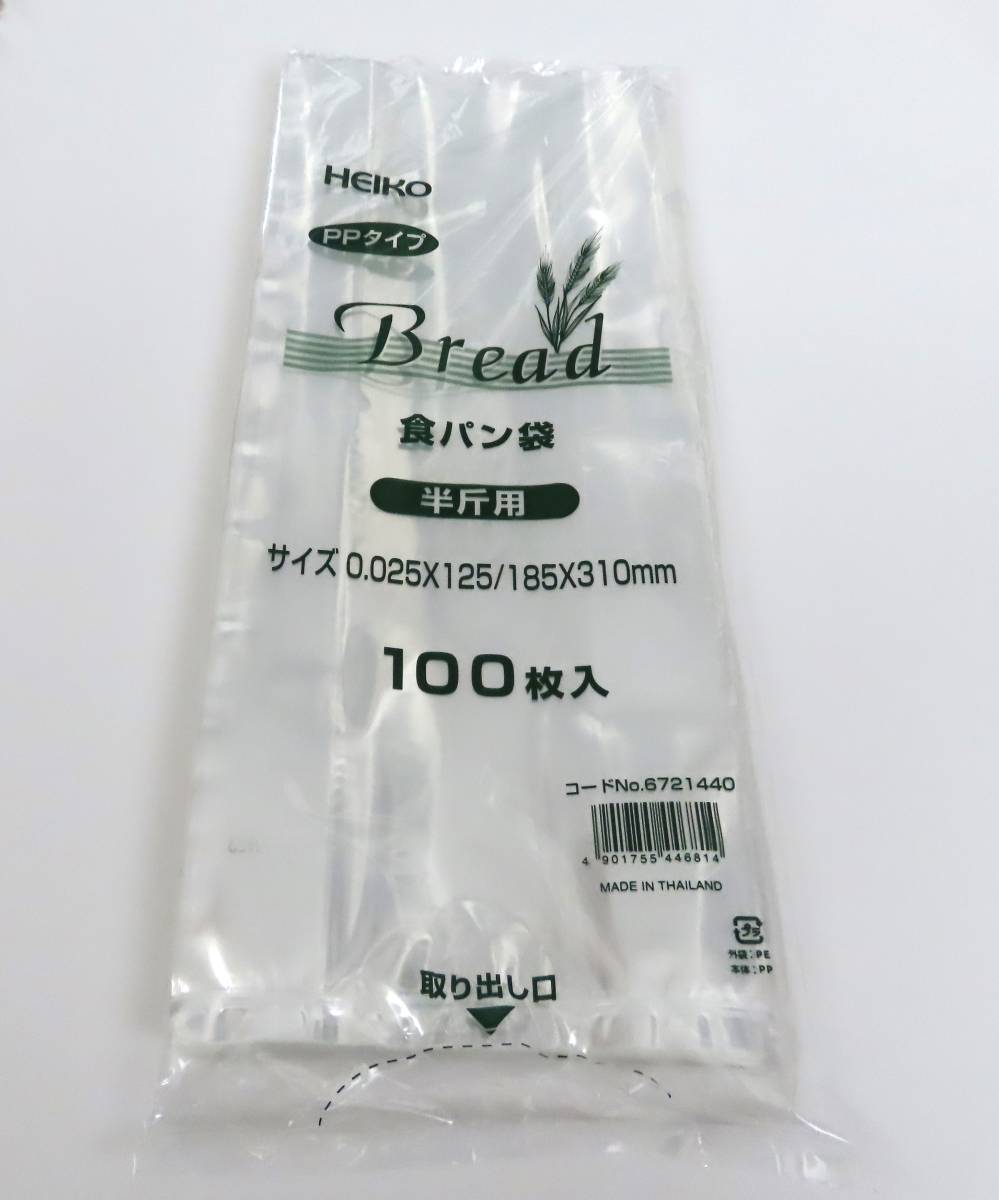 HEIKO
PPタイプ
Bread
食パン袋
半斤用
サイズ 0.025X125/185X310mm
100枚入
コードNo.6721440
4 901755 446814
MADE IN THAILAND
プラ
外袋:PE
本体:PP
取り出し口